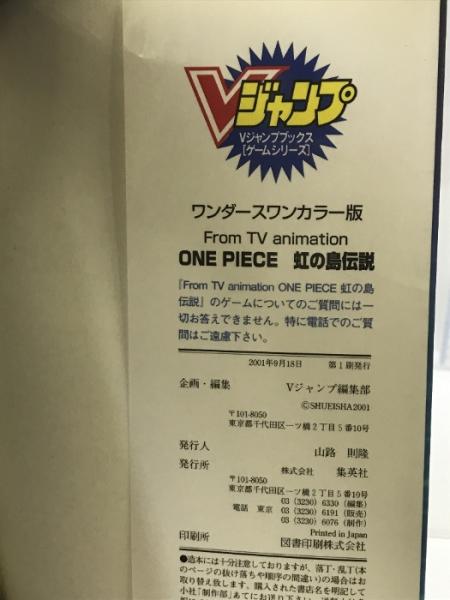 Vジャンプ
Vジャンプブックス
[ゲームシリーズ]
ワンダースワンカラー版
From TV animation
ONE PIECE 虹の島伝説
『From TV animation ONE PIECE 虹の島
伝説』のゲームについてのご質問には一
切お答えできません。特に電話でのご質
問はご遠慮下さい。
2001年9月18日 第1刷発行
企画・編集 Vジャンプ編集部
©SHUEISHA2001
〒101-8050
東京都千代田区一ツ橋2丁目5番10号
発行人 山路 則隆
発行所 株式会社 集英社
〒101-8050
東京都千代田区一ツ橋2丁目5番10号
03 (3230) 6330 (編集)
電話 東京 03 (3230) 6191 (販売)
03 (3230) 6076 (制作)
Printed in Japan
印刷所 図書印刷株式会社
●造本には十分注意しておりますが、落丁・乱丁(本
のページの抜け落ちや順序の間違い)の場合はお
取り替え致します。購入された書店名を明記して
小社「制作部」あてにお送り下さい。